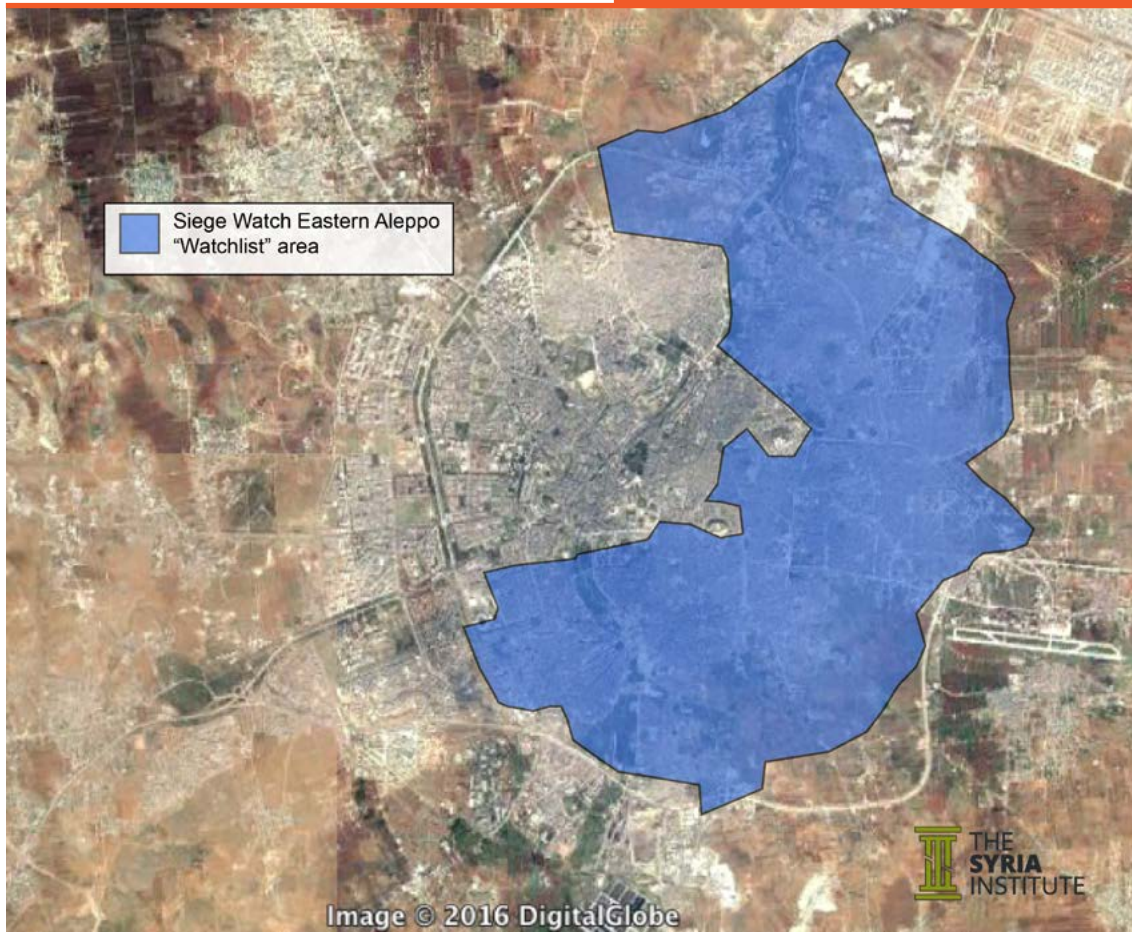 Siege Watch Eastern Aleppo
“Watchlist” area
THE
SYRIA
INSTITUTE
Image © 2016 DigitalGlobe